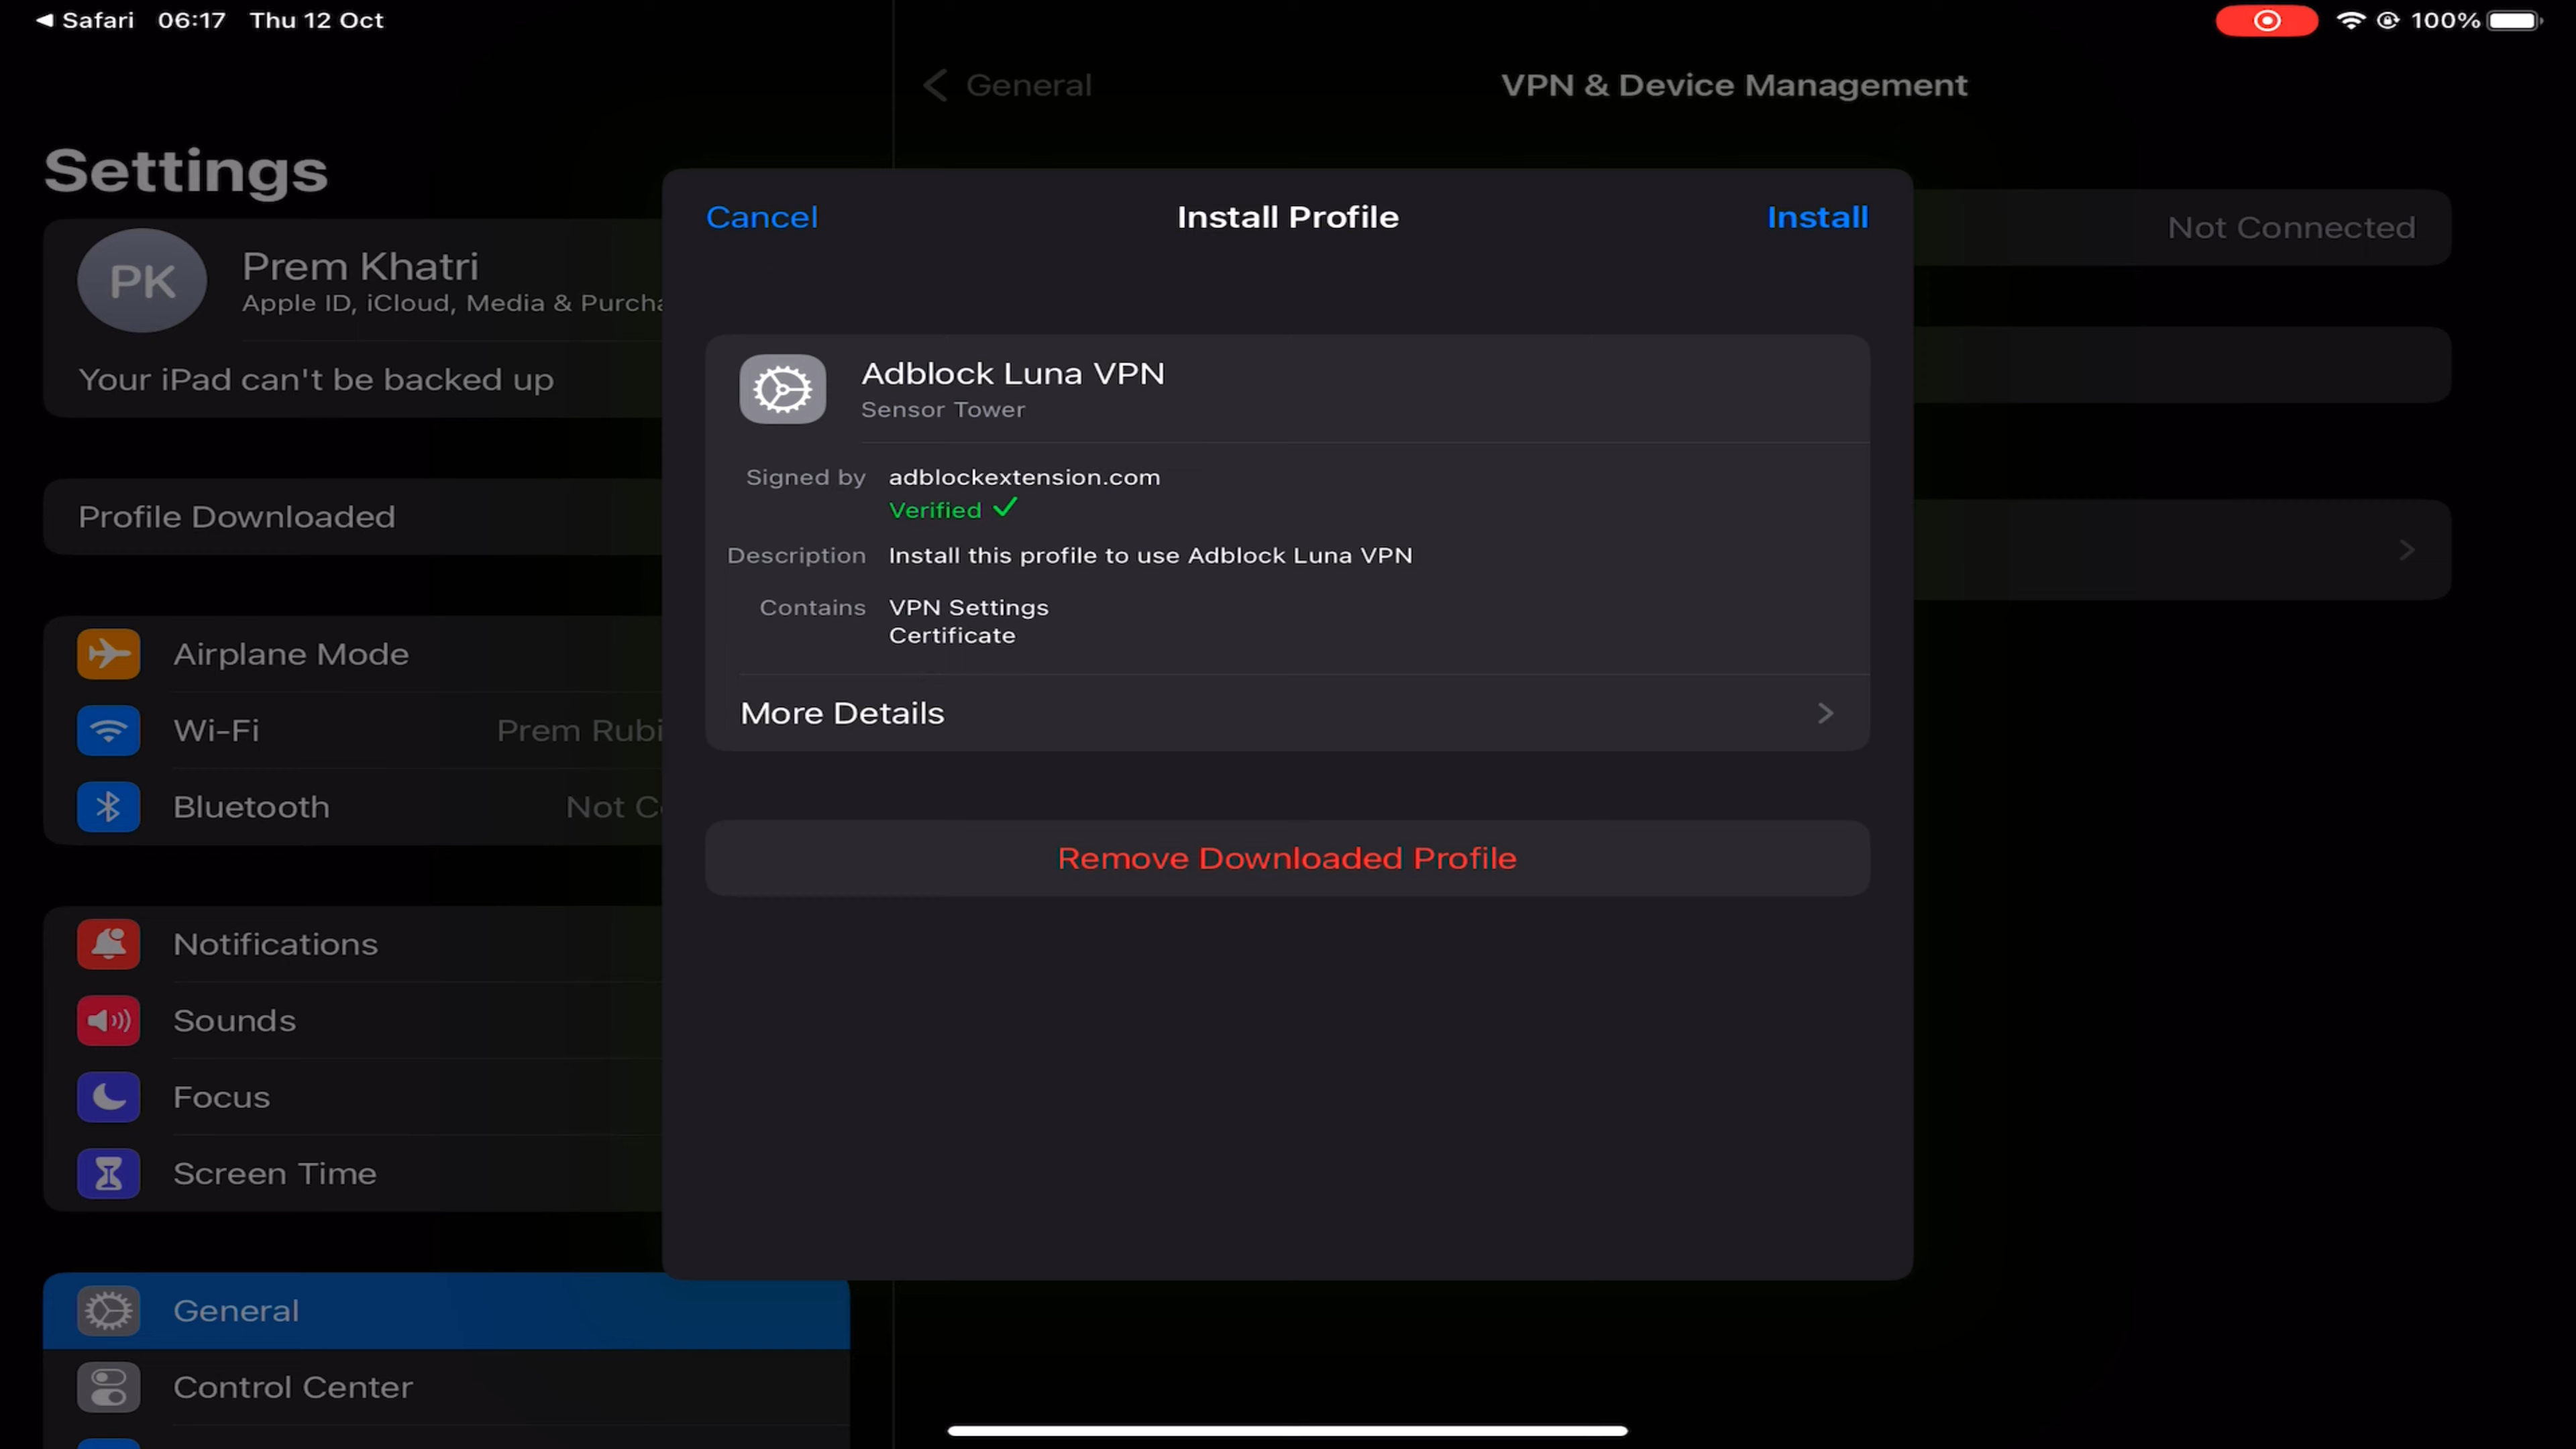 Safari 06:17 Thu 12 Oct
100%
Settings
PK
Prem Khatri
Apple ID, iCloud, Media &
Your iPad can't be backed up
Profile Downloaded
Airplane Mode
Wi-Fi Prem
Bluetooth Not
Notifications
Sounds
Focus
Screen Time
General
Control Center
General
VPN & Device Management
Not Connected
Cancel
Install Profile
Install
Adblock Luna VPN
Sensor Tower
Signed by adblockextension.com
Verified
Description Install this profile to use Adblock Luna VPN
Contains VPN Settings
Certificate
More Details
Remove Downloaded Profile